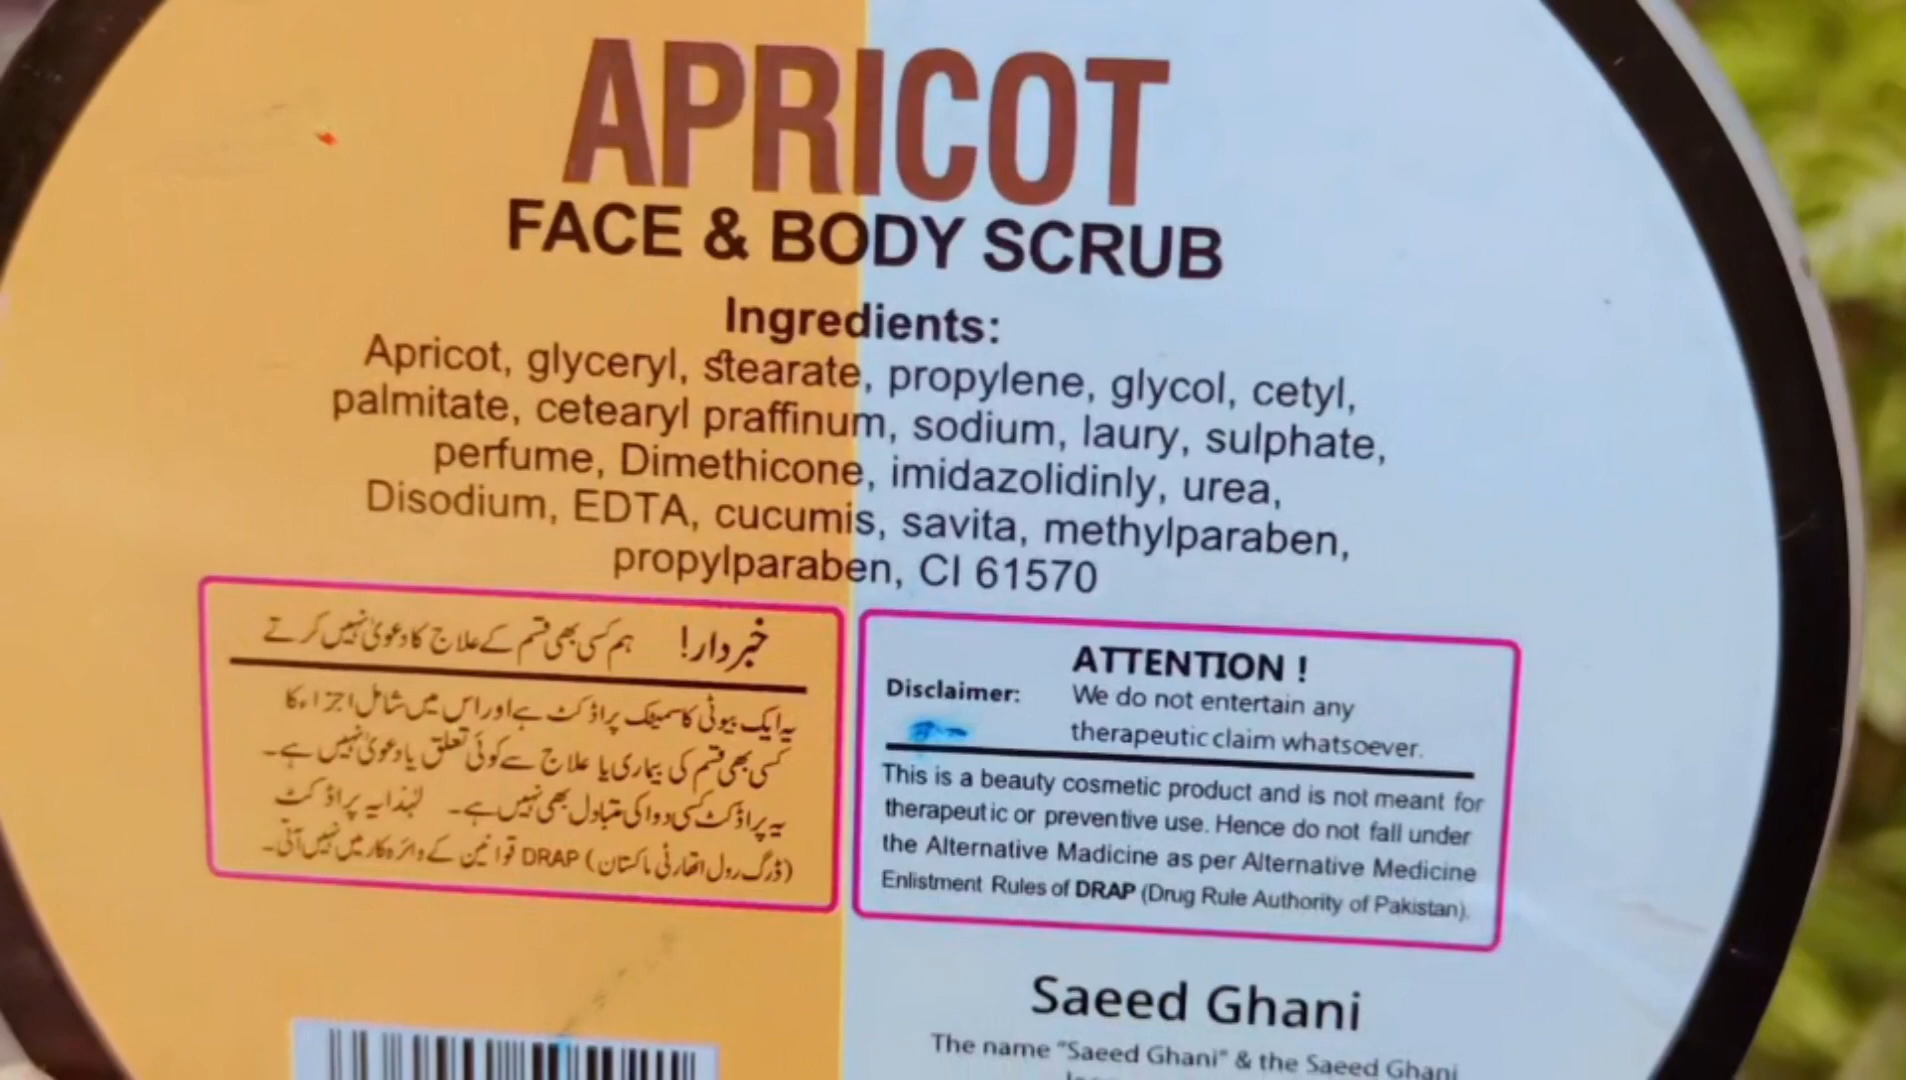 APRICOT
FACE & BODY SCRUB
Ingredients:
Apricot, glyceryl, stearate, propylene, glycol, cetyl,
palmitate, cetearyl praffinum, sodium, laury, sulphate,
perfume, Dimethicone, imidazolidinly, urea,
Disodium, EDTA, cucumis, savita, methylparaben,
propylparaben, CI 61570
خبردار! ہم کسی بھی قسم کے علاج کا دعویٰ نہیں کرتے
یہ ایک بیوٹی کاسمیٹک پراڈکٹ ہے اور اس میں شامل اجزاء کا
کسی بھی قسم کی بیماری یا علاج سے کوئی تعلق یا دعویٰ نہیں ہے۔
یہ پراڈکٹ کسی دوا کی متبادل بھی نہیں ہے۔ لہٰذا یہ پراڈکٹ
(ڈرگ رول اتھارٹی پاکستان) DRAP قوانین کے دائرہ کار میں نہیں آتی۔
ATTENTION !
Disclaimer: We do not entertain any
therapeutic claim whatsoever.
This is a beauty cosmetic product and is not meant for
therapeutic or preventive use. Hence do not fall under
the Alternative Madicine as per Alternative Medicine
Enlistment Rules of DRAP (Drug Rule Authority of Pakistan).
Saeed Ghani
The name "Saeed Ghani" & the Saeed Ghani